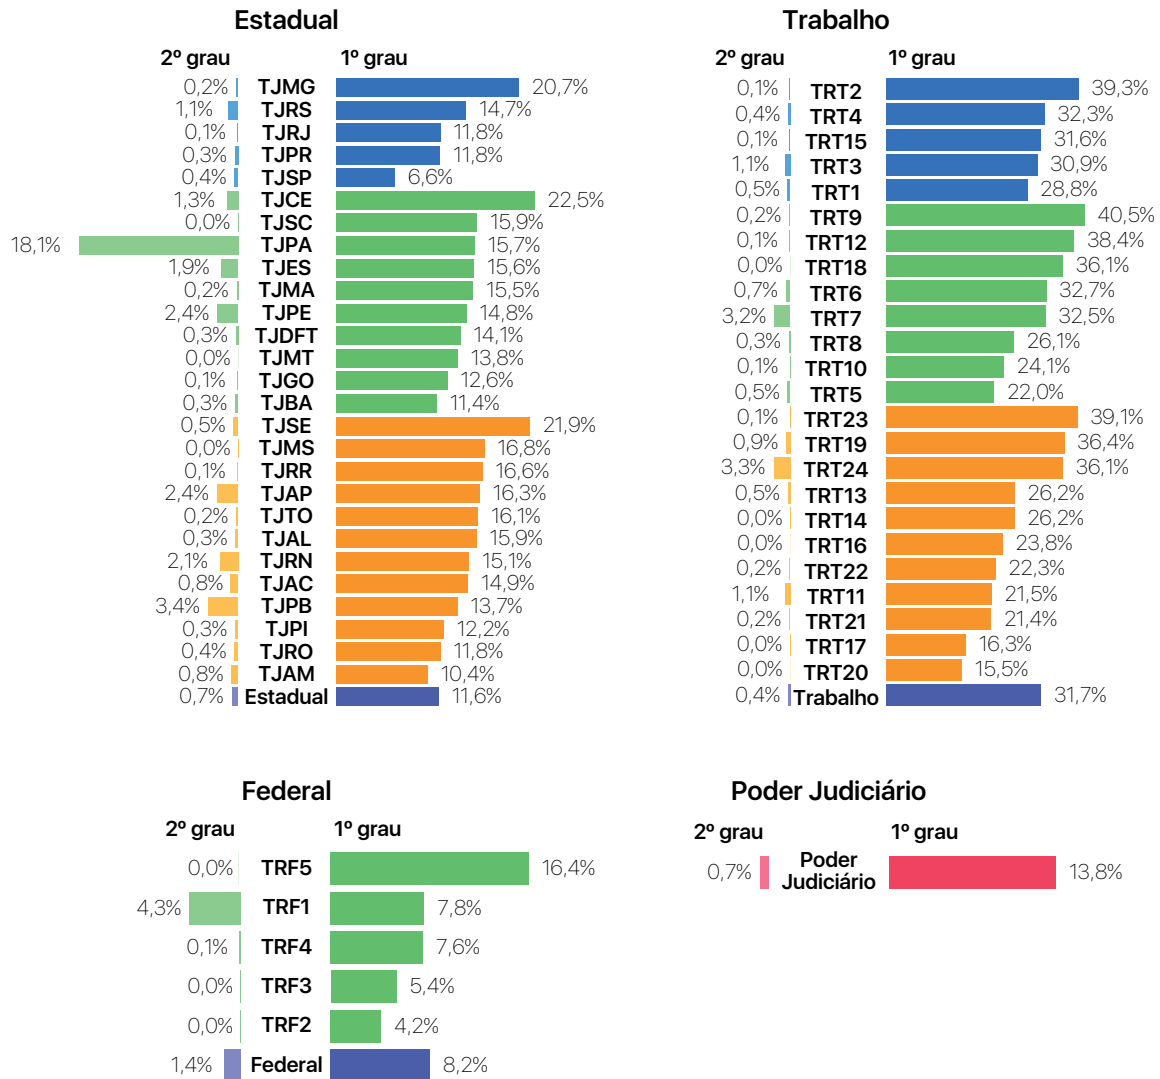 Estadual
2º grau 1º grau
0,2% TJMG 20,7%
1,1% TJRS 14,7%
0,1% TJRJ 11,8%
0,3% TJPR 11,8%
0,4% TJSP 6,6%
1,3% TJCE 22,5%
0,0% TJSC 15,9%
18,1% TJPA 15,7%
1,9% TJES 15,6%
0,2% TJMA 15,5%
2,4% TJPE 14,8%
0,3% TJDFT 14,1%
0,0% TJMT 13,8%
0,1% TJGO 12,6%
0,3% TJBA 11,4%
0,5% TJSE 21,9%
0,0% TJMS 16,8%
0,1% TJRR 16,6%
2,4% TJAP 16,3%
0,2% TJTO 16,1%
0,3% TJAL 15,9%
2,1% TJRN 15,1%
0,8% TJAC 14,9%
3,4% TJPB 13,7%
0,3% TJPI 12,2%
0,4% TJRO 11,8%
0,8% TJAM 10,4%
0,7% Estadual 11,6%
Trabalho
2º grau 1º grau
0,1% TRT2 39,3%
0,4% TRT4 32,3%
0,1% TRT15 31,6%
1,1% TRT3 30,9%
0,5% TRT1 28,8%
0,2% TRT9 40,5%
0,1% TRT12 38,4%
0,0% TRT18 36,1%
0,7% TRT6 32,7%
3,2% TRT7 32,5%
0,3% TRT8 26,1%
0,1% TRT10 24,1%
0,5% TRT5 22,0%
0,1% TRT23 39,1%
0,9% TRT19 36,4%
3,3% TRT24 36,1%
0,5% TRT13 26,2%
0,0% TRT14 26,2%
0,0% TRT16 23,8%
0,2% TRT22 22,3%
1,1% TRT11 21,5%
0,2% TRT21 21,4%
0,0% TRT17 16,3%
0,0% TRT20 15,5%
0,4% Trabalho 31,7%
Federal
2º grau 1º grau
0,0% TRF5 16,4%
4,3% TRF1 7,8%
0,1% TRF4 7,6%
0,0% TRF3 5,4%
0,0% TRF2 4,2%
1,4% Federal 8,2%
Poder Judiciário
2º grau 1º grau
0,7% Poder
Judiciário 13,8%